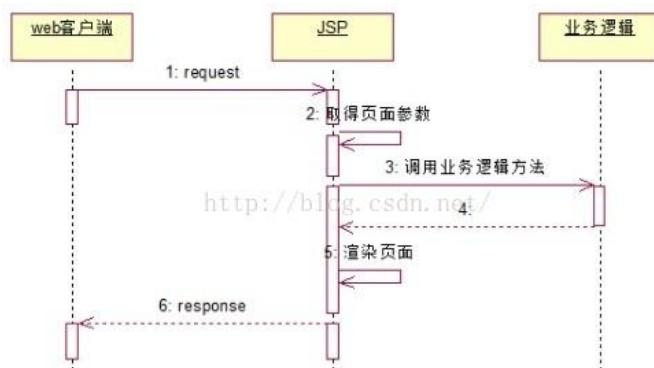 web客户端
JSP
业务逻辑
1: request
2: 取得页面参数
3: 调用业务逻辑方法
http://blog.csdn.net/
4:
5: 渲染页面
6: response